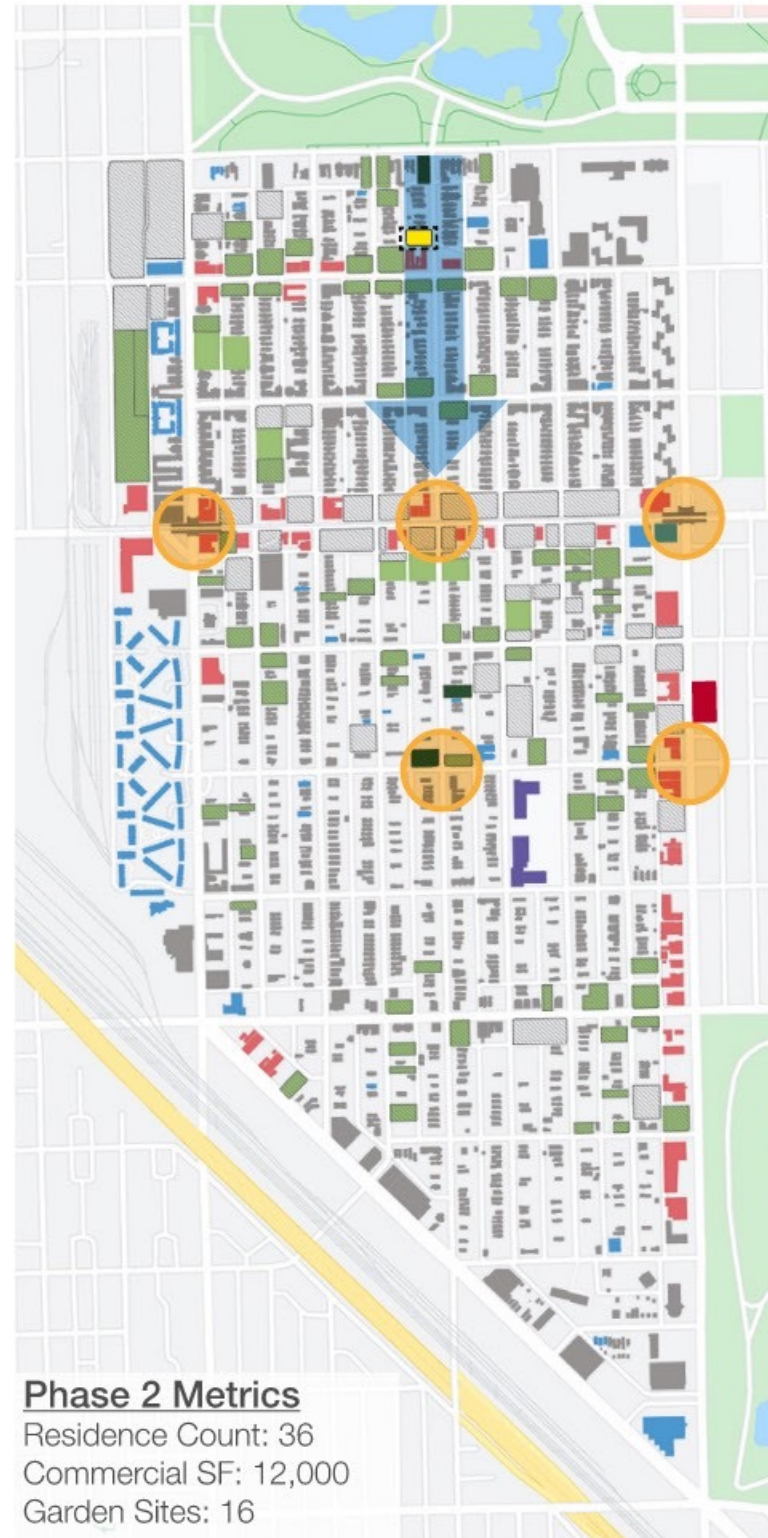 Phase 2 Metrics
Residence Count: 36
Commercial SF: 12,000
Garden Sites: 16